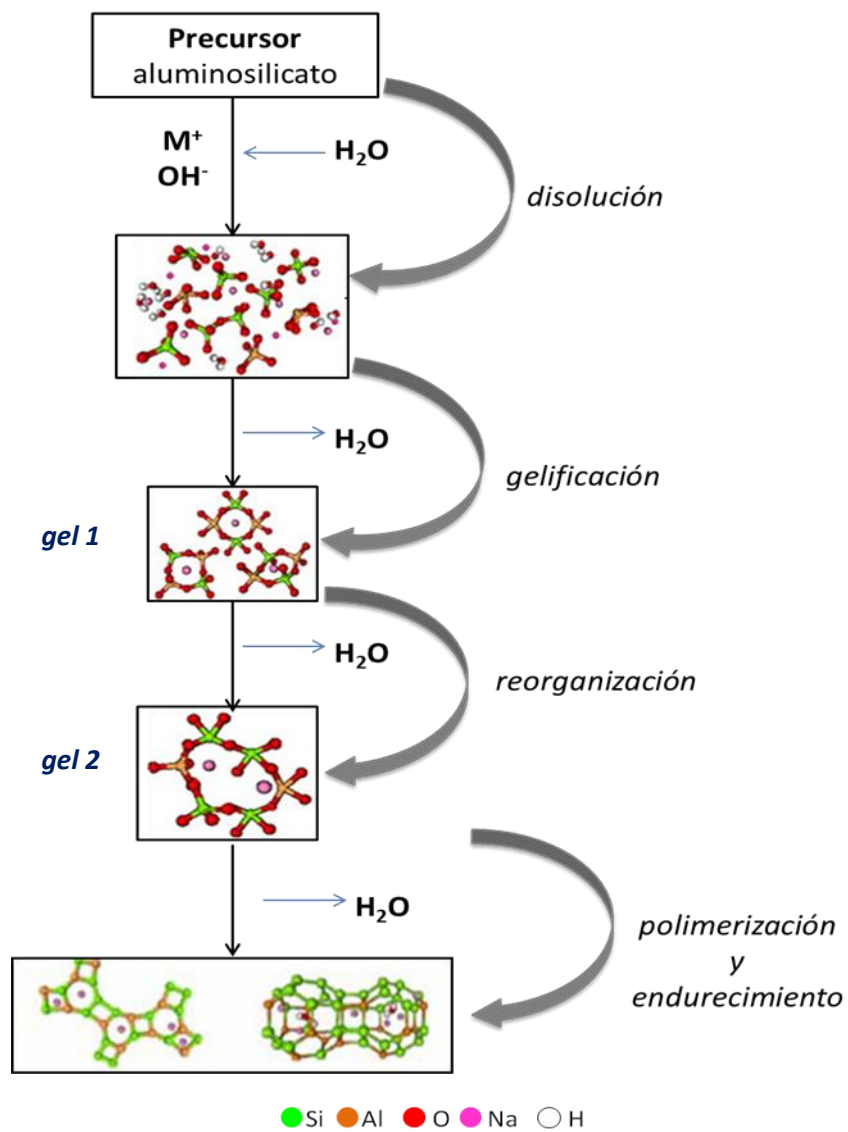 Precursor
aluminosilicato
M⁺
OH⁻
H₂O
disolución
H₂O
gelificación
gel 1
H₂O
reorganización
gel 2
H₂O
polimerización
y
endurecimiento
Si Al O Na H